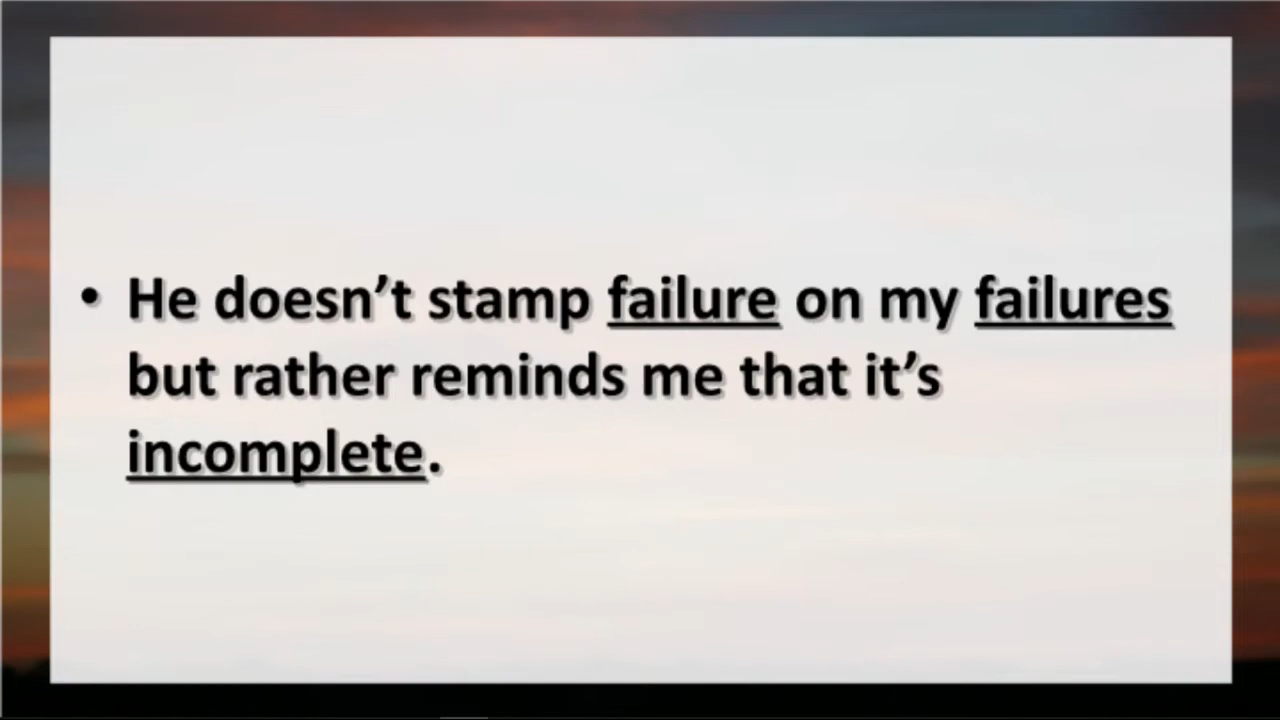 • He doesn’t stamp failure on my failures
but rather reminds me that it’s
incomplete.